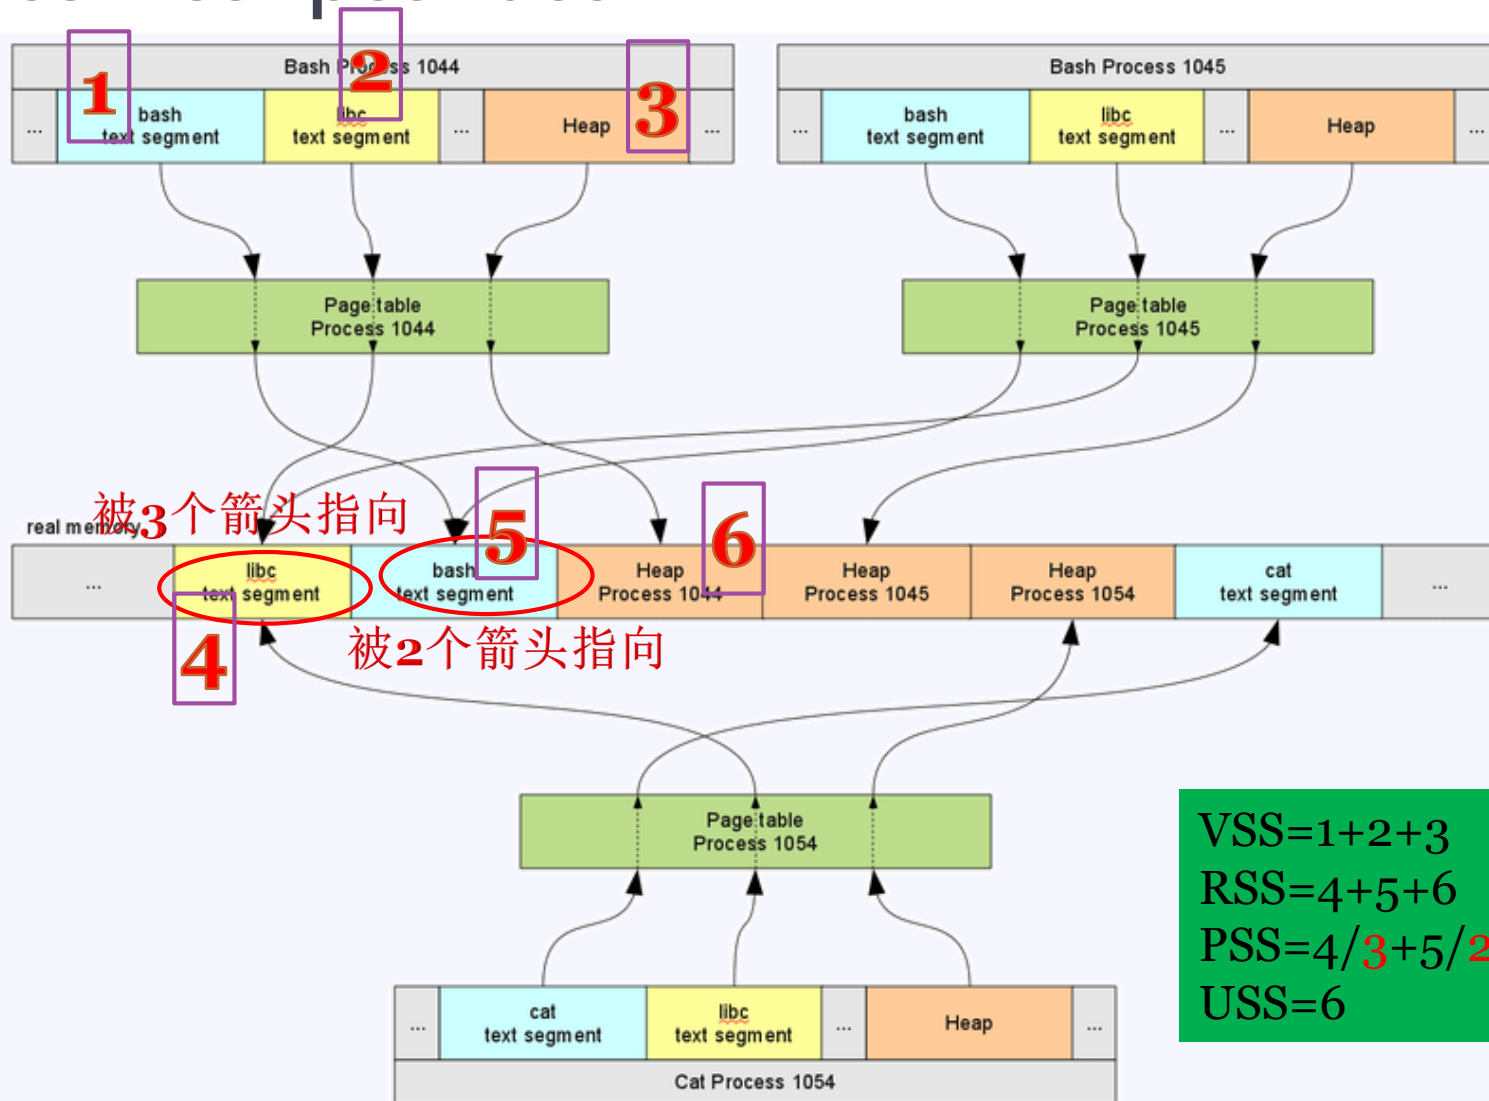 Bash Process 1044
Bash Process 1045
1
2
3
...
bash
text segment
libc
text segment
...
Heap
...
...
bash
text segment
libc
text segment
...
Heap
...
Page table
Process 1044
Page table
Process 1045
被3个箭头指向
5
6
real memory
...
libc
text segment
bash
text segment
Heap
Process 1044
Heap
Process 1045
Heap
Process 1054
cat
text segment
...
4
被2个箭头指向
Page table
Process 1054
VSS=1+2+3
RSS=4+5+6
PSS=4/3+5/2
USS=6
...
cat
text segment
libc
text segment
...
Heap
...
Cat Process 1054